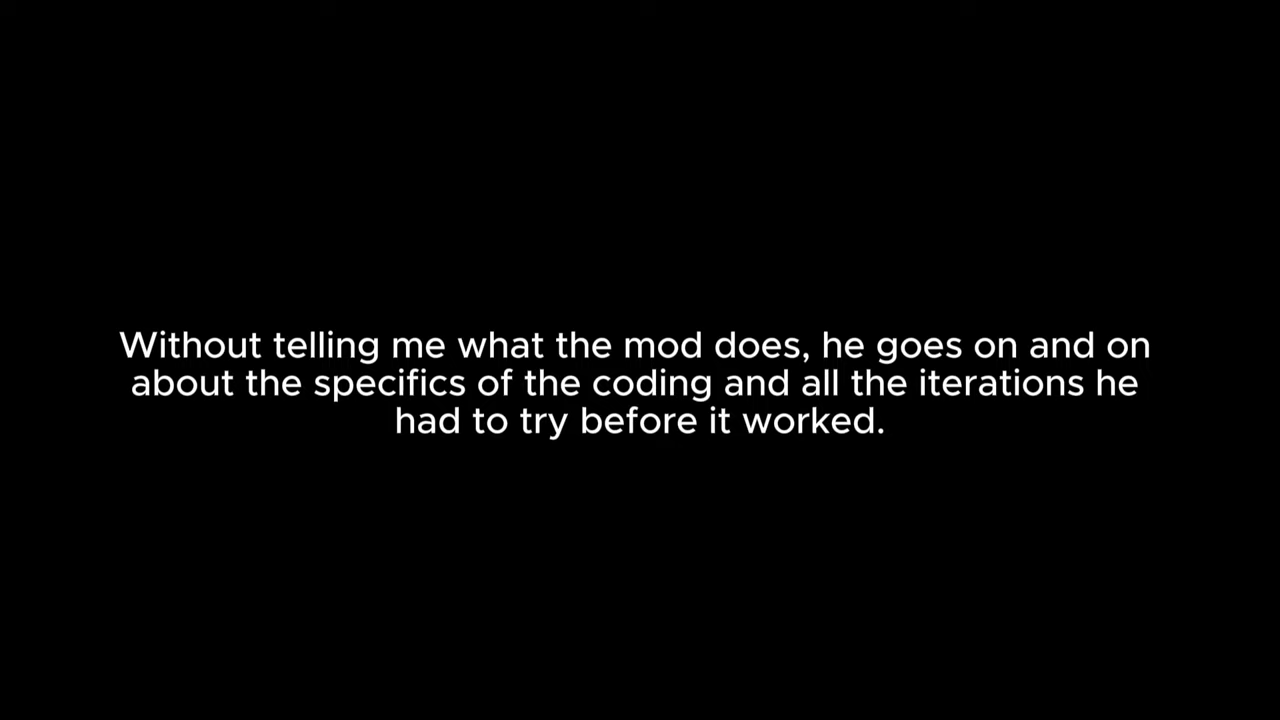 Without telling me what the mod does, he goes on and on
about the specifics of the coding and all the iterations he
had to try before it worked.